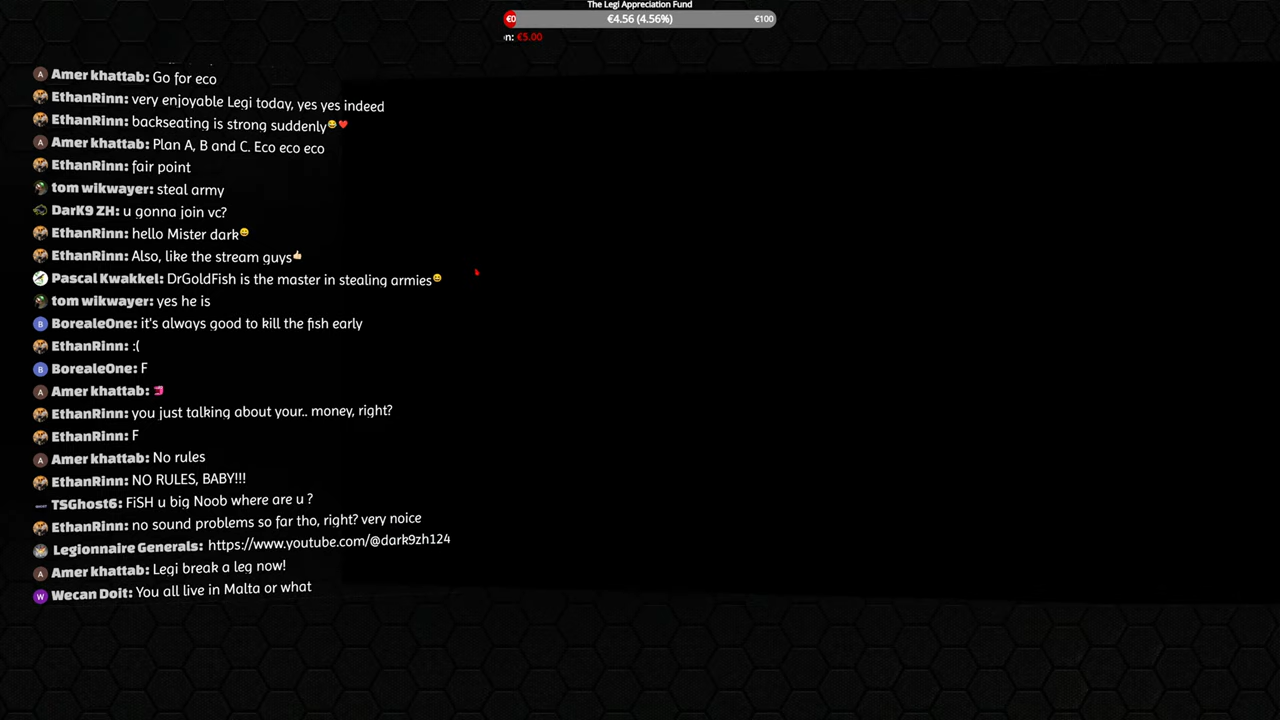 The Legi Appreciation Fund
€0 €4.56 (4.56%) €100
n: €5.00
Amer khattab: Go for eco
EthanRinn: very enjoyable Legi today, yes yes indeed
EthanRinn: backseating is strong suddenly😂❤️
Amer khattab: Plan A, B and C. Eco eco eco
EthanRinn: fair point
tom wikwayer: steal army
DarK9 ZH: u gonna join vc?
EthanRinn: hello Mister dark😄
EthanRinn: Also, like the stream guys👍🏻
Pascal Kwakkel: DrGoldFish is the master in stealing armies😄
tom wikwayer: yes he is
BorealeOne: it's always good to kill the fish early
EthanRinn: :(
BorealeOne: F
Amer khattab:
EthanRinn: you just talking about your.. money, right?
EthanRinn: F
Amer khattab: No rules
EthanRinn: NO RULES, BABY!!!
TSGhost6: FiSH u big Noob where are u ?
EthanRinn: no sound problems so far tho, right? very noice
Legionnaire Generals: https://www.youtube.com/@dark9zh124
Amer khattab: Legi break a leg now!
Wecan Doit: You all live in Malta or what